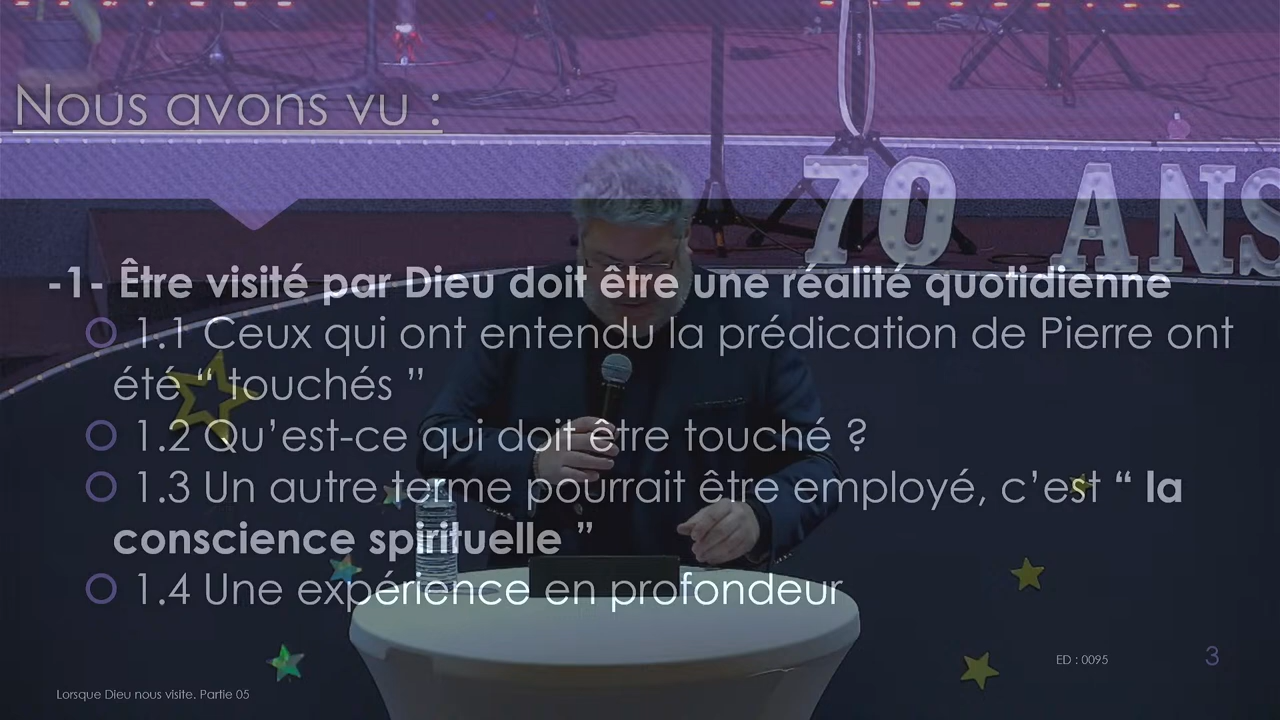 Nous avons vu :
70 ANS
-1- Être visité par Dieu doit être une réalité quotidienne
1.1 Ceux qui ont entendu la prédication de Pierre ont
été “ touchés ”
1.2 Qu’est-ce qui doit être touché ?
1.3 Un autre terme pourrait être employé, c’est “ la
conscience spirituelle ”
1.4 Une expérience en profondeur
ED : 0095
3
Lorsque Dieu nous visite. Partie 05